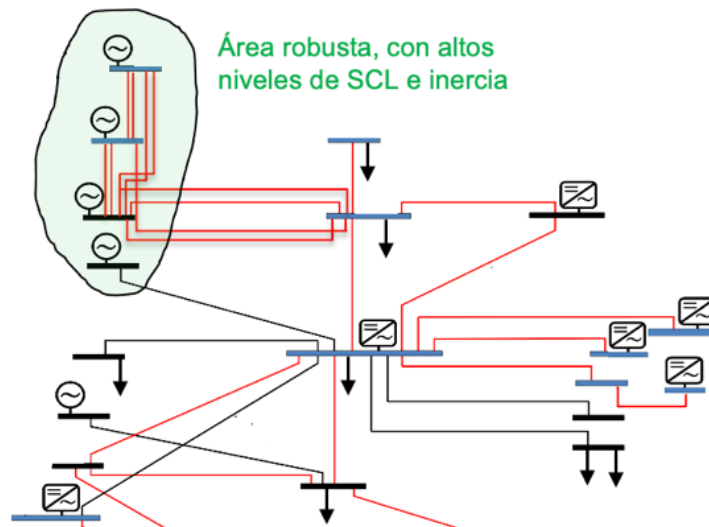 Área robusta, con altos
niveles de SCL e inercia